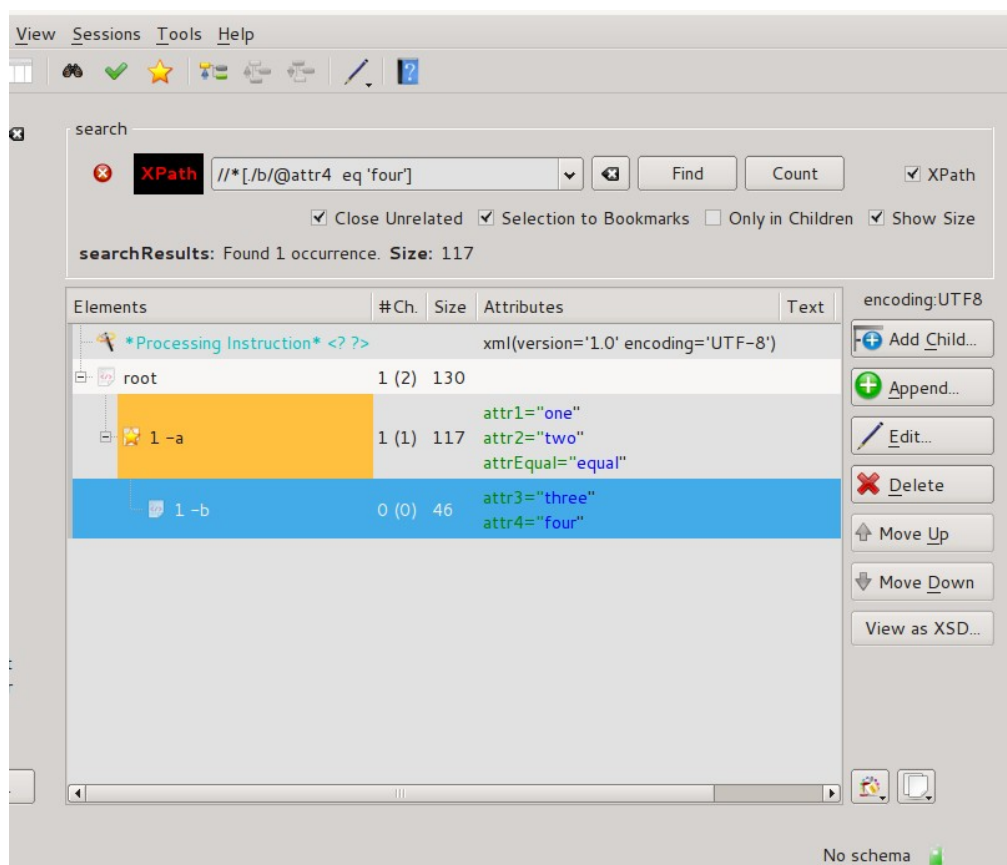 View Sessions Tools Help
search
XPath //*[./b/@attr4 eq 'four'] Find Count XPath
Close Unrelated Selection to Bookmarks Only in Children Show Size
searchResults: Found 1 occurrence. Size: 117
Elements #Ch. Size Attributes Text
encoding:UTF8
*Processing Instruction* <? ?> xml(version='1.0' encoding='UTF-8')
root 1 (2) 130
1 -a 1 (1) 117
attr1="one"
attr2="two"
attrEqual="equal"
1 -b 0 (0) 46
attr3="three"
attr4="four"
Add Child...
Append...
Edit...
Delete
Move Up
Move Down
View as XSD...
No schema